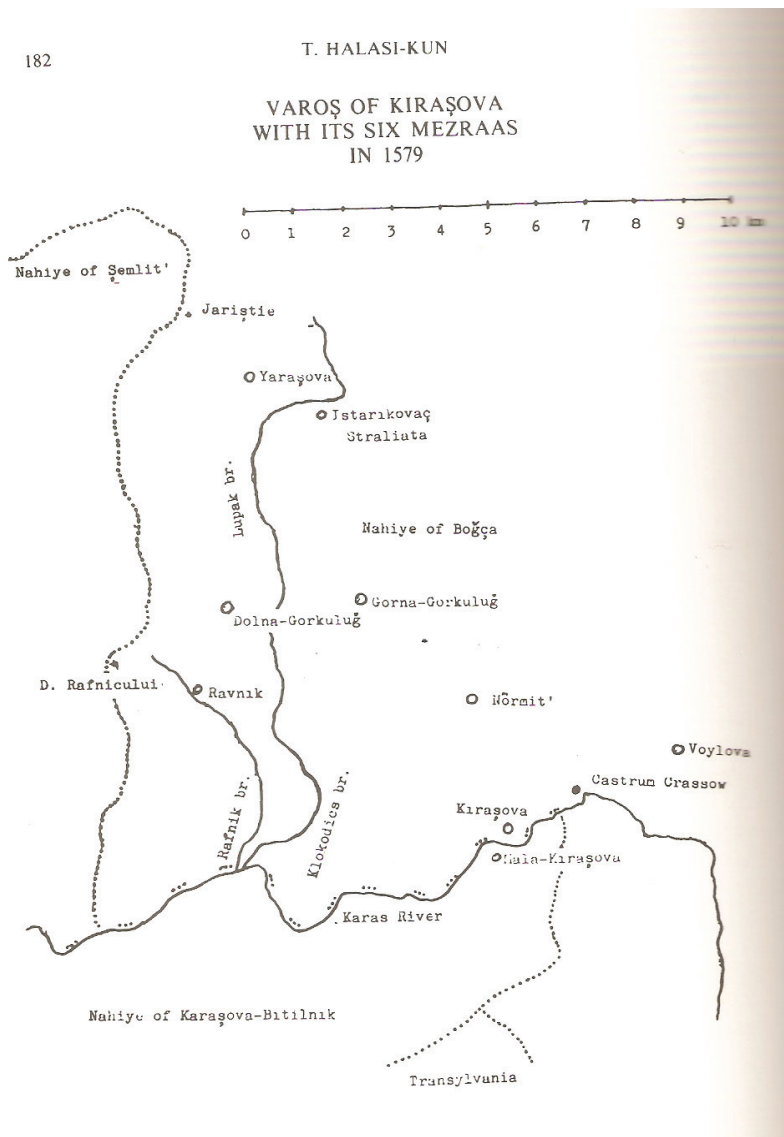 182
T. HALASI-KUN
VAROŞ OF KIRAŞOVA
WITH ITS SIX MEZRAAS
IN 1579
0 1 2 3 4 5 6 7 8 9 10 km
Nahiye of Şemlit'
Jariştie
Yaraşova
Istarıkovaç
Straliata
Lupak br.
Nahiye of Boğça
Gorna-Gorkuluğ
Dolna-Gorkuluğ
D. Rafnicului
Ravnık
Nörmit'
Voylova
Castrum Crassow
Kıraşova
Rafnik br.
Klokodics br.
Mala-Kıraşova
Karas River
Nahiye of Karaşova-Bıtılnık
Transylvania